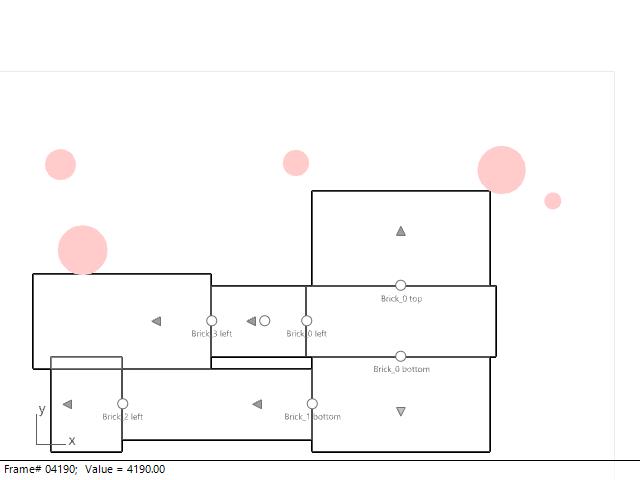 Brick_0 top
Brick_3 left
Brick_0 left
Brick_0 bottom
y
Brick_2 left
Brick_1 bottom
x
Frame# 04190; Value = 4190.00